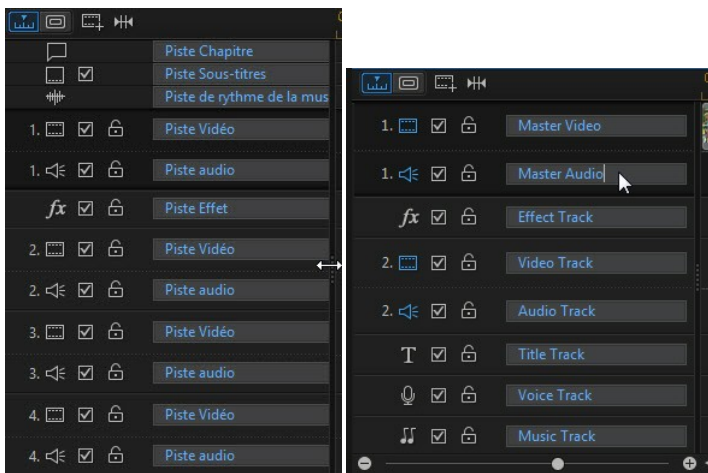 Piste Chapitre
Piste Sous-titres
Piste de rythme de la mus
1. Piste Vidéo
1. Piste audio
fx Piste Effet
2. Piste Vidéo
2. Piste audio
3. Piste Vidéo
3. Piste audio
4. Piste Vidéo
4. Piste audio
1. Master Video
1. Master Audio
fx Effect Track
2. Video Track
2. Audio Track
T Title Track
Voice Track
Music Track